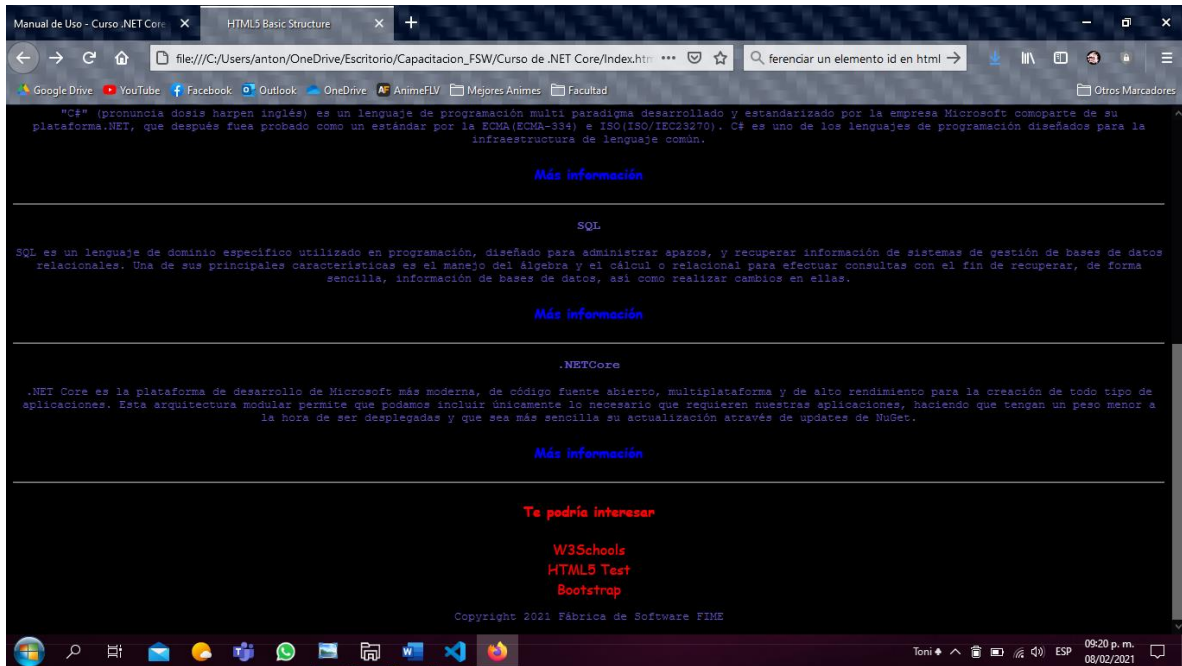 Manual de Uso - Curso .NET Core
HTML5 Basic Structure
file:///C:/Users/anton/OneDrive/Escritorio/Capacitacion_FSW/Curso de .NET Core/Index.htm
ferenciar un elemento id en html
Google Drive YouTube Facebook Outlook OneDrive AnimeFLV Mejores Animes Facultad Otros Marcadores
"C#" (pronuncia dosis harpen inglés) es un lenguaje de programación multi paradigma desarrollado y estandarizado por la empresa Microsoft comoparte de su
plataforma.NET, que después fuea probado como un estándar por la ECMA(ECMA-334) e ISO(ISO/IEC23270). C# es uno de los lenguajes de programación diseñados para la
infraestructura de lenguaje común.
Más información
SQL
SQL es un lenguaje de dominio específico utilizado en programación, diseñado para administrar apazos, y recuperar información de sistemas de gestión de bases de datos
relacionales. Una de sus principales características es el manejo del álgebra y el cálcul o relacional para efectuar consultas con el fin de recuperar, de forma
sencilla, información de bases de datos, así como realizar cambios en ellas.
Más información
.NETCore
.NET Core es la plataforma de desarrollo de Microsoft más moderna, de código fuente abierto, multiplataforma y de alto rendimiento para la creación de todo tipo de
aplicaciones. Esta arquitectura modular permite que podamos incluir únicamente lo necesario que requieren nuestras aplicaciones, haciendo que tengan un peso menor a
la hora de ser desplegadas y que sea más sencilla su actualización através de updates de NuGet.
Más información
Te podría interesar
W3Schools
HTML5 Test
Bootstrap
Copyright 2021 Fábrica de Software FIME
Toni ESP 09:20 p. m.
08/02/2021